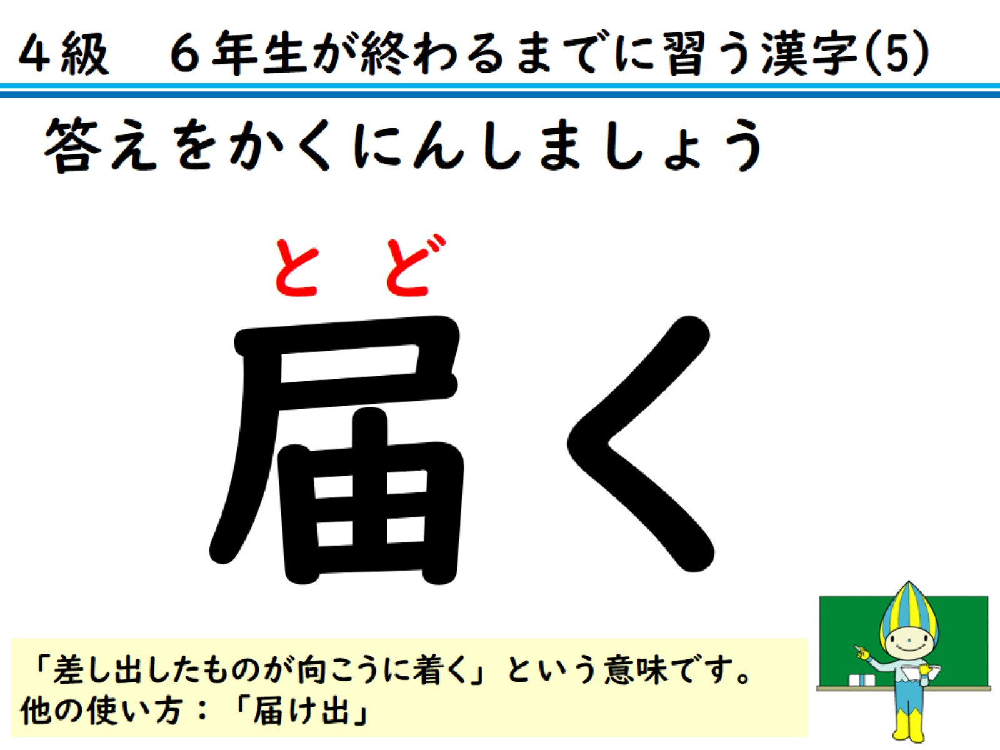 4級　6年生が終わるまでに習う漢字(5)
答えをかくにんしましょう
とど
届く
「差し出したものが向こうに着く」という意味です。
他の使い方：「届け出」